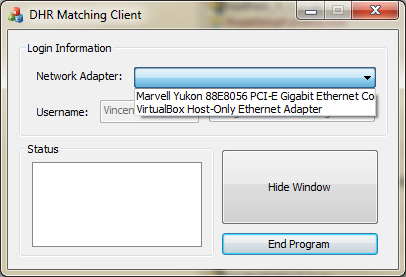 DHR Matching Client
Login Information
Network Adapter:
Marvell Yukon 88E8056 PCI-E Gigabit Ethernet Co
VirtualBox Host-Only Ethernet Adapter
Username: Vincen
Status
Hide Window
End Program